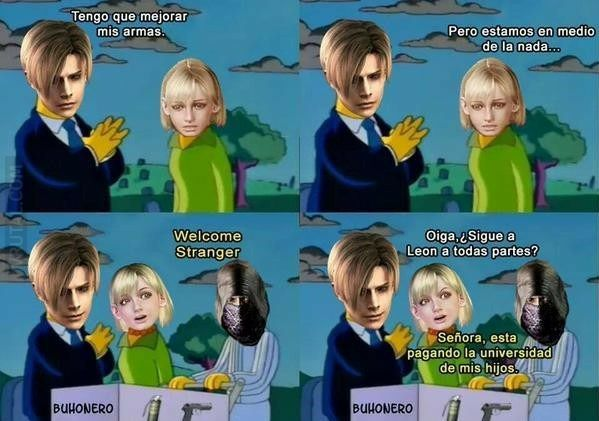 Tengo que mejorar
mis armas.
Pero estamos en medio
de la nada...
Welcome
Stranger
BUHONERO
Oiga,¿Sigue a
Leon a todas partes?
Señora, esta
pagando la universidad
de mis hijos.
BUHONERO